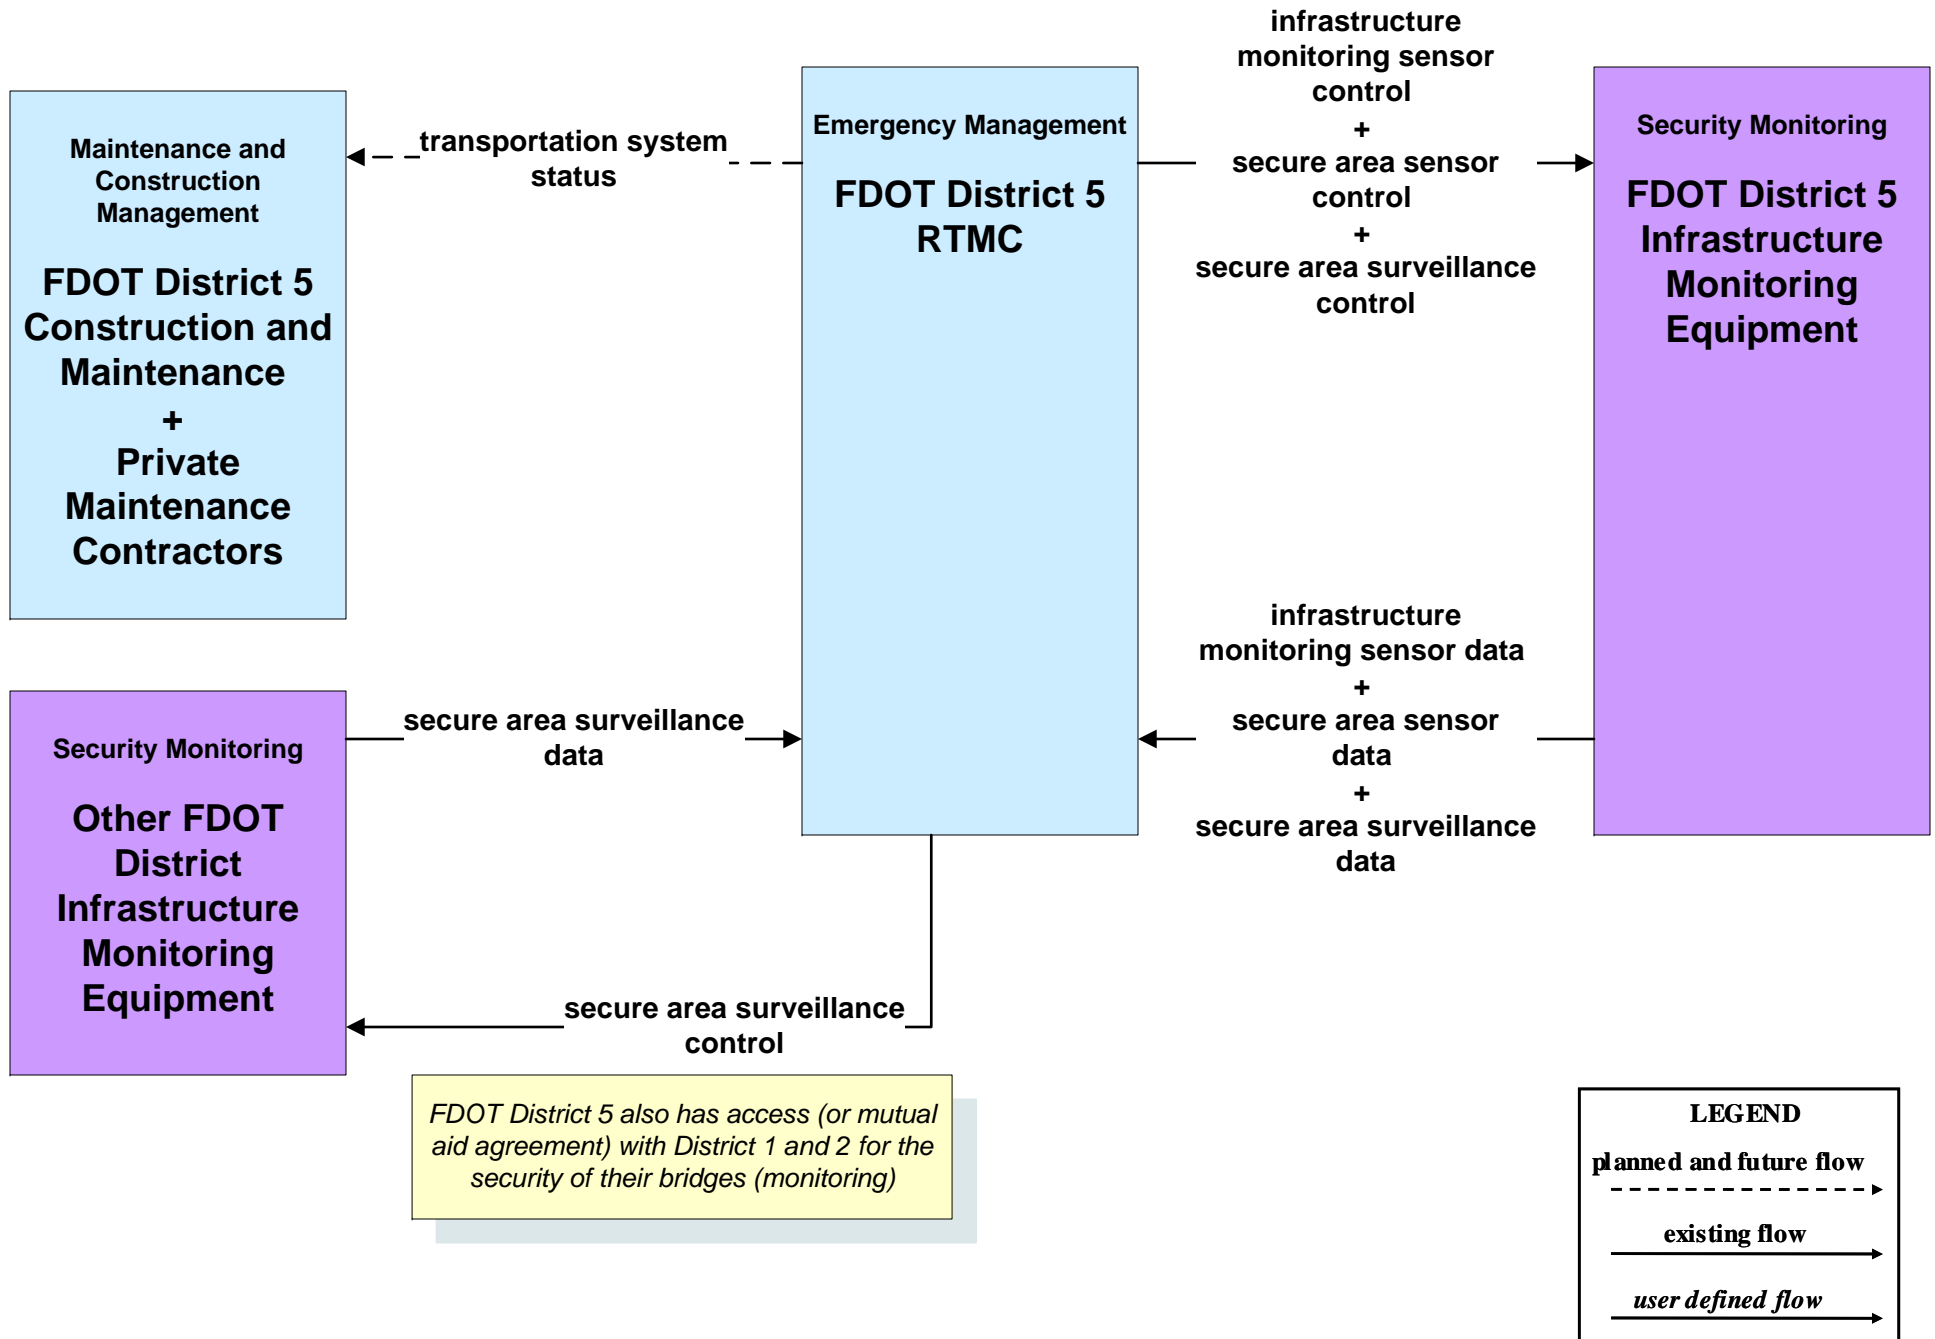 Maintenance and
Construction
Management
FDOT District 5
Construction and
Maintenance
+
Private
Maintenance
Contractors
transportation system
status
Emergency Management
FDOT District 5
RTMC
infrastructure
monitoring sensor
control
+
secure area sensor
control
+
secure area surveillance
control
Security Monitoring
FDOT District 5
Infrastructure
Monitoring
Equipment
Security Monitoring
Other FDOT
District
Infrastructure
Monitoring
Equipment
secure area surveillance
data
infrastructure
monitoring sensor data
+
secure area sensor
data
+
secure area surveillance
data
secure area surveillance
control
FDOT District 5 also has access (or mutual
aid agreement) with District 1 and 2 for the
security of their bridges (monitoring)
LEGEND
planned and future flow
existing flow
user defined flow